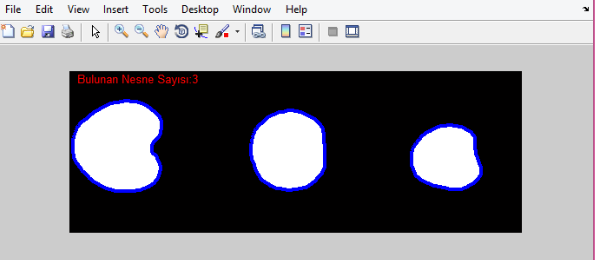 File Edit View Insert Tools Desktop Window Help
Bulunan Nesne Sayısı:3